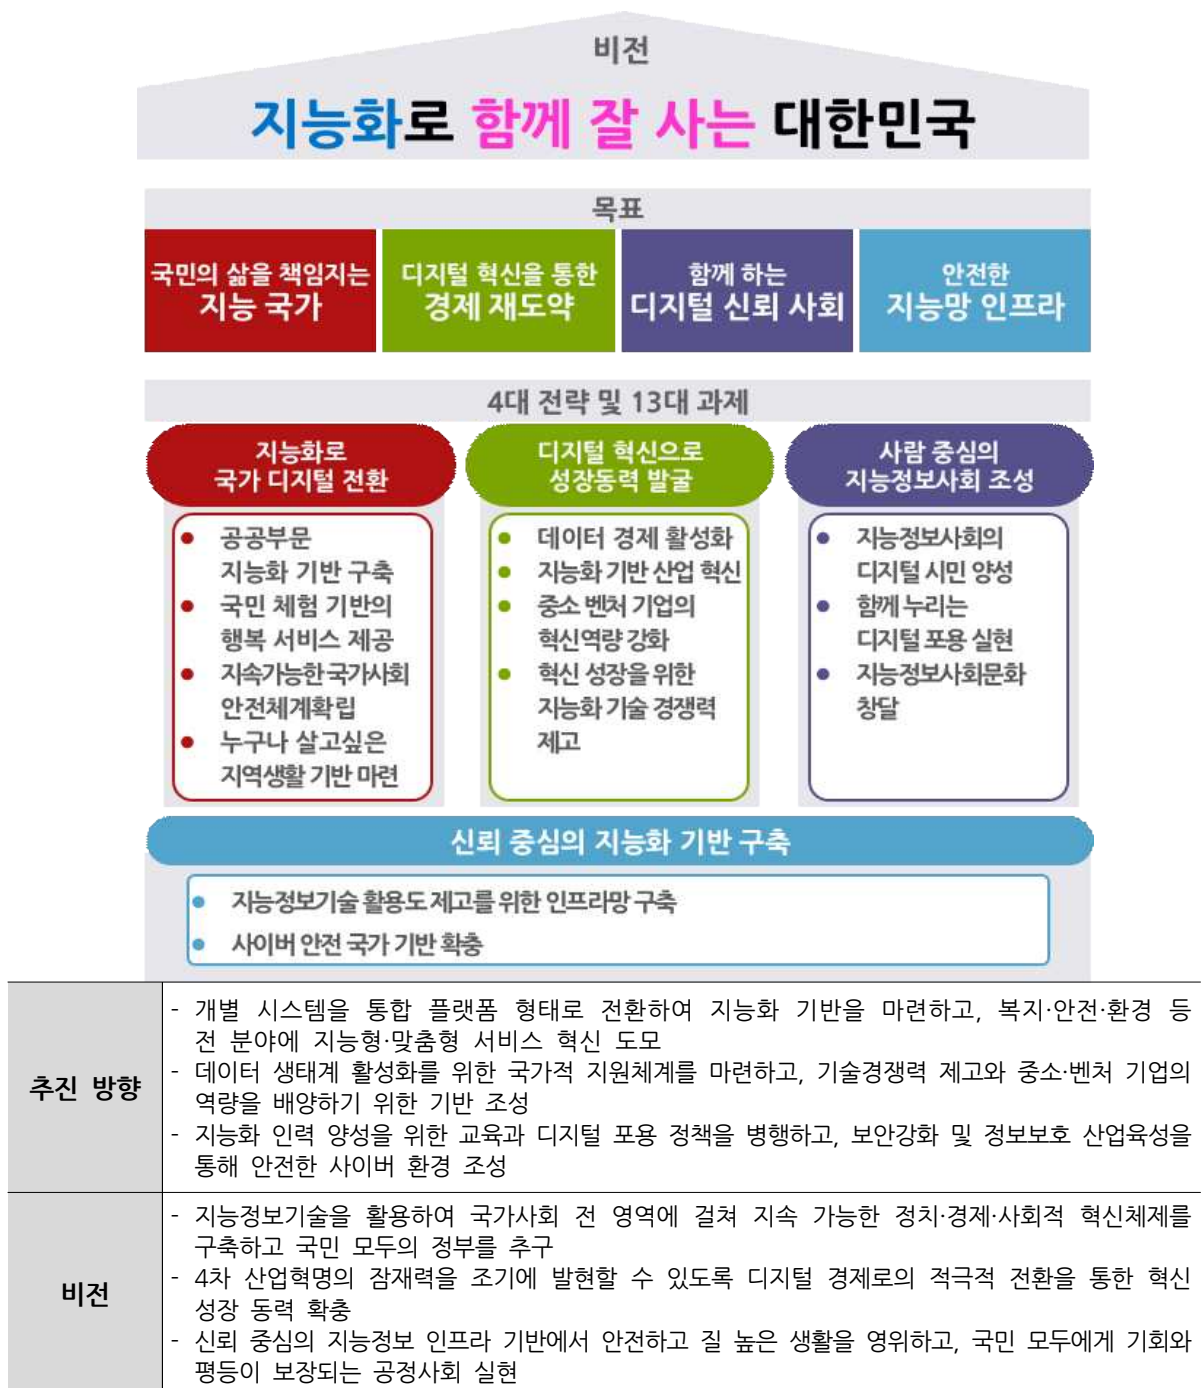 비전
지능화로 함께 잘 사는 대한민국
목표
국민의 삶을 책임지는
지능 국가
디지털 혁신을 통한
경제 재도약
함께 하는
디지털 신뢰 사회
안전한
지능망 인프라
4대 전략 및 13대 과제
지능화로
국가 디지털 전환
● 공공부문
지능화 기반 구축
● 국민 체험 기반의
행복 서비스 제공
● 지속가능한 국가사회
안전체계확립
● 누구나 살고싶은
지역생활 기반 마련
디지털 혁신으로
성장동력 발굴
● 데이터 경제 활성화
● 지능화 기반 산업 혁신
● 중소 벤처 기업의
혁신역량 강화
● 혁신 성장을 위한
지능화 기술 경쟁력
제고
사람 중심의
지능정보사회 조성
● 지능정보사회의
디지털 시민 양성
● 함께 누리는
디지털 포용 실현
● 지능정보사회문화
창달
신뢰 중심의 지능화 기반 구축
● 지능정보기술 활용도 제고를 위한 인프라망 구축
● 사이버 안전 국가 기반 확충
추진 방향
- 개별 시스템을 통합 플랫폼 형태로 전환하여 지능화 기반을 마련하고, 복지·안전·환경 등
전 분야에 지능형·맞춤형 서비스 혁신 도모
- 데이터 생태계 활성화를 위한 국가적 지원체계를 마련하고, 기술경쟁력 제고와 중소·벤처 기업의
역량을 배양하기 위한 기반 조성
- 지능화 인력 양성을 위한 교육과 디지털 포용 정책을 병행하고, 보안강화 및 정보보호 산업육성을
통해 안전한 사이버 환경 조성
비전
- 지능정보기술을 활용하여 국가사회 전 영역에 걸쳐 지속 가능한 정치·경제·사회적 혁신체제를
구축하고 국민 모두의 정부를 추구
- 4차 산업혁명의 잠재력을 조기에 발현할 수 있도록 디지털 경제로의 적극적 전환을 통한 혁신
성장 동력 확충
- 신뢰 중심의 지능정보 인프라 기반에서 안전하고 질 높은 생활을 영위하고, 국민 모두에게 기회와
평등이 보장되는 공정사회 실현